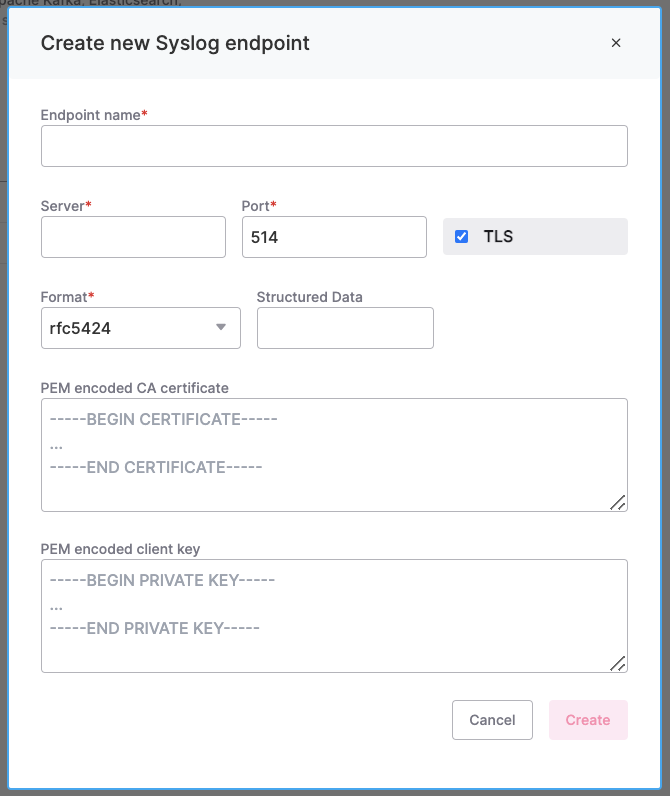 pache Kafka, Elasticsearch,
s
Create new Syslog endpoint
×
Endpoint name*
Server*
Port*
514
TLS
Format*
Structured Data
rfc5424
PEM encoded CA certificate
-----BEGIN CERTIFICATE-----
...
-----END CERTIFICATE-----
PEM encoded client key
-----BEGIN PRIVATE KEY-----
...
-----END PRIVATE KEY-----
Cancel
Create